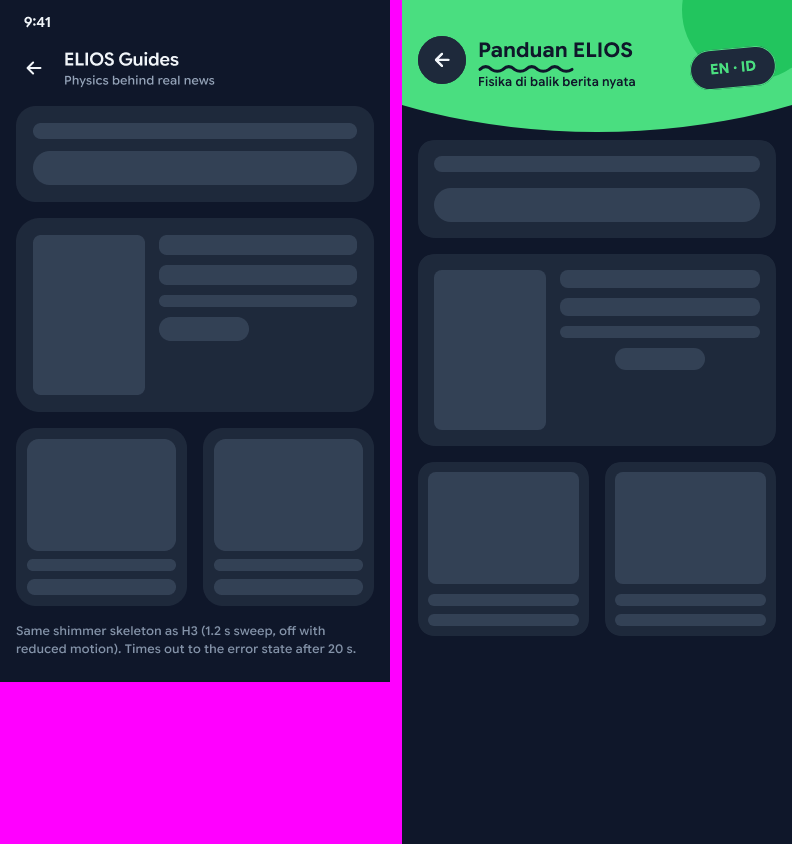 9:41
ELIOS Guides
Physics behind real news
Same shimmer skeleton as H3 (1.2 s sweep, off with
reduced motion). Times out to the error state after 20 s.
Panduan ELIOS
Fisika di balik berita nyata
EN · ID